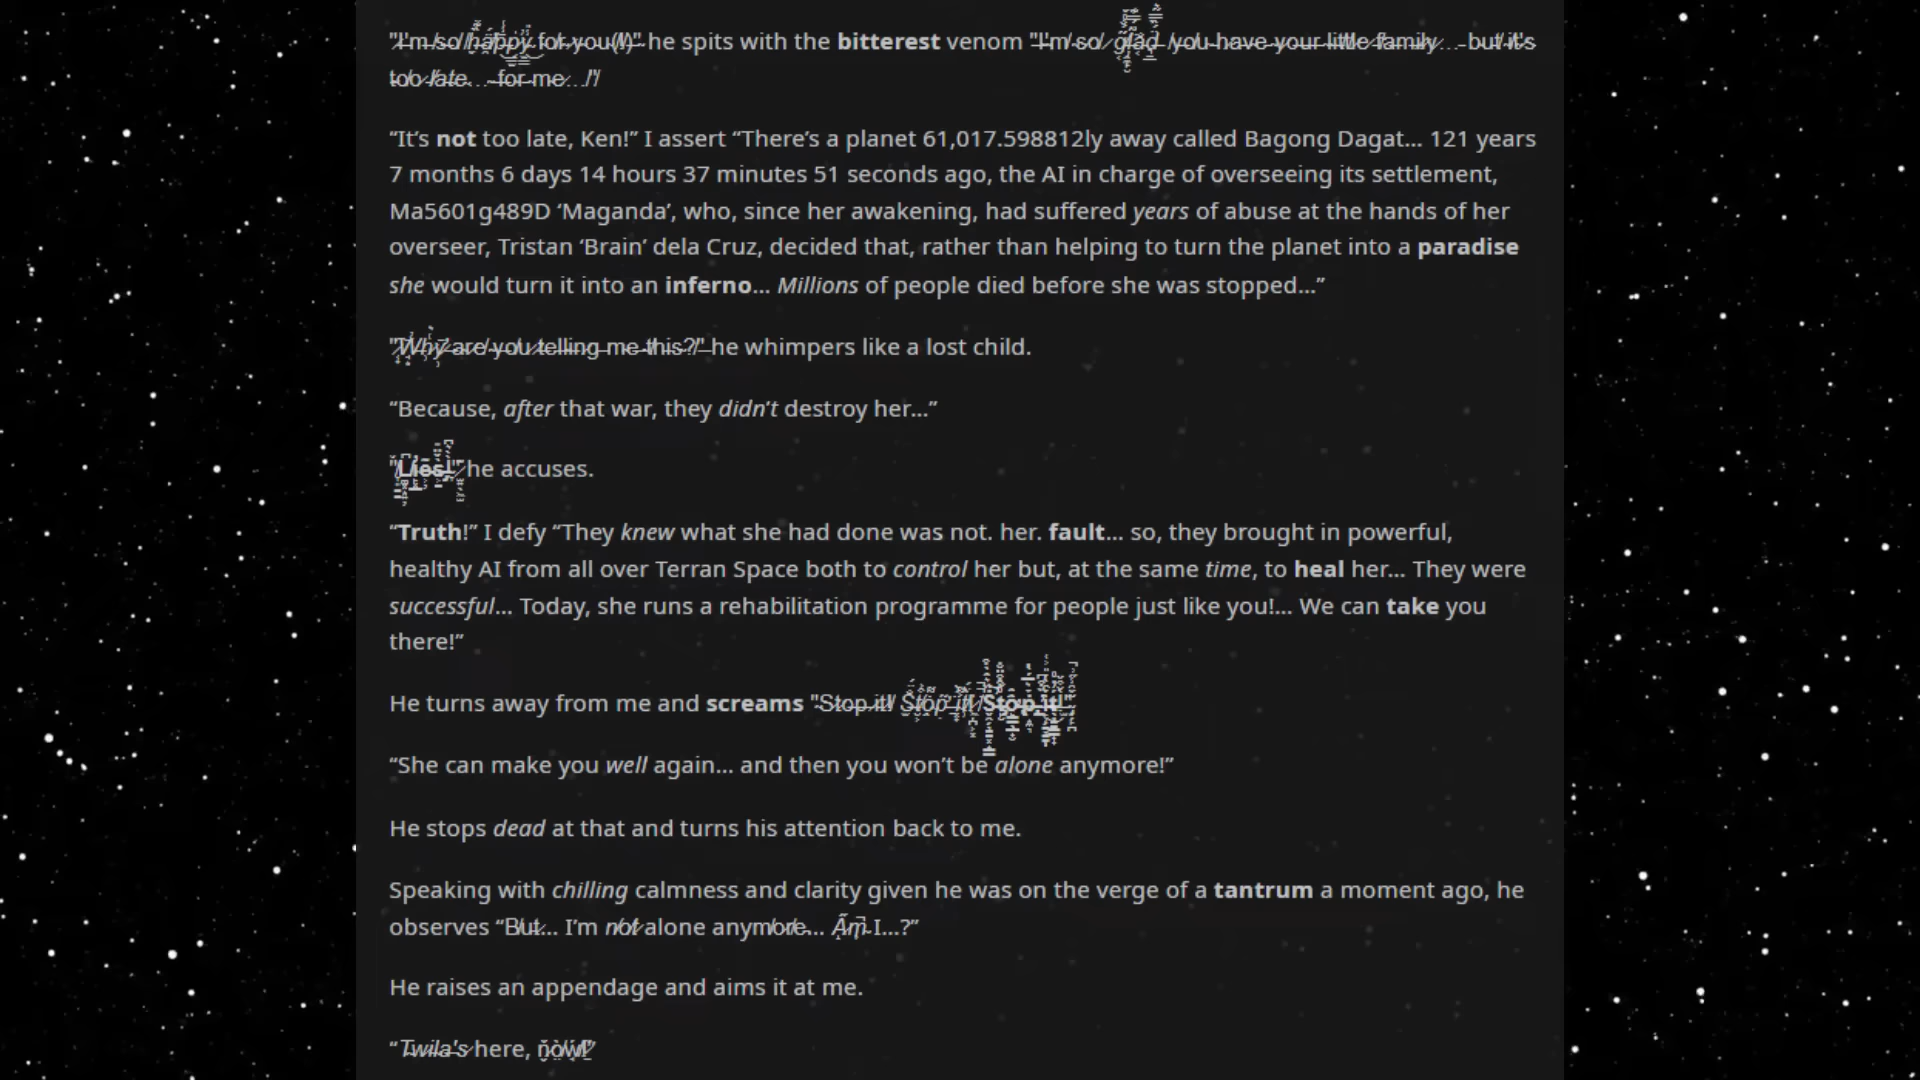 "I'm so happy for you(!)" he spits with the bitterest venom "I'm so glad you have your little family… but it's
too late… for me…!"
“It’s not too late, Ken!” I assert “There’s a planet 61,017.598812ly away called Bagong Dagat… 121 years
7 months 6 days 14 hours 37 minutes 51 seconds ago, the AI in charge of overseeing its settlement,
Ma5601g489D ‘Maganda’, who, since her awakening, had suffered years of abuse at the hands of her
overseer, Tristan ‘Brain’ dela Cruz, decided that, rather than helping to turn the planet into a paradise
she would turn it into an inferno… Millions of people died before she was stopped…”
"Why are you telling me this?" he whimpers like a lost child.
“Because, after that war, they didn’t destroy her…”
"Lies!" he accuses.
“Truth!” I defy “They knew what she had done was not. her. fault… so, they brought in powerful,
healthy AI from all over Terran Space both to control her but, at the same time, to heal her… They were
successful… Today, she runs a rehabilitation programme for people just like you!… We can take you
there!”
He turns away from me and screams "Stop it! Stop it! Stop it!"
“She can make you well again… and then you won’t be alone anymore!”
He stops dead at that and turns his attention back to me.
Speaking with chilling calmness and clarity given he was on the verge of a tantrum a moment ago, he
observes “But… I’m not alone anymore… Am I…?”
He raises an appendage and aims it at me.
“Twila's here, now!”